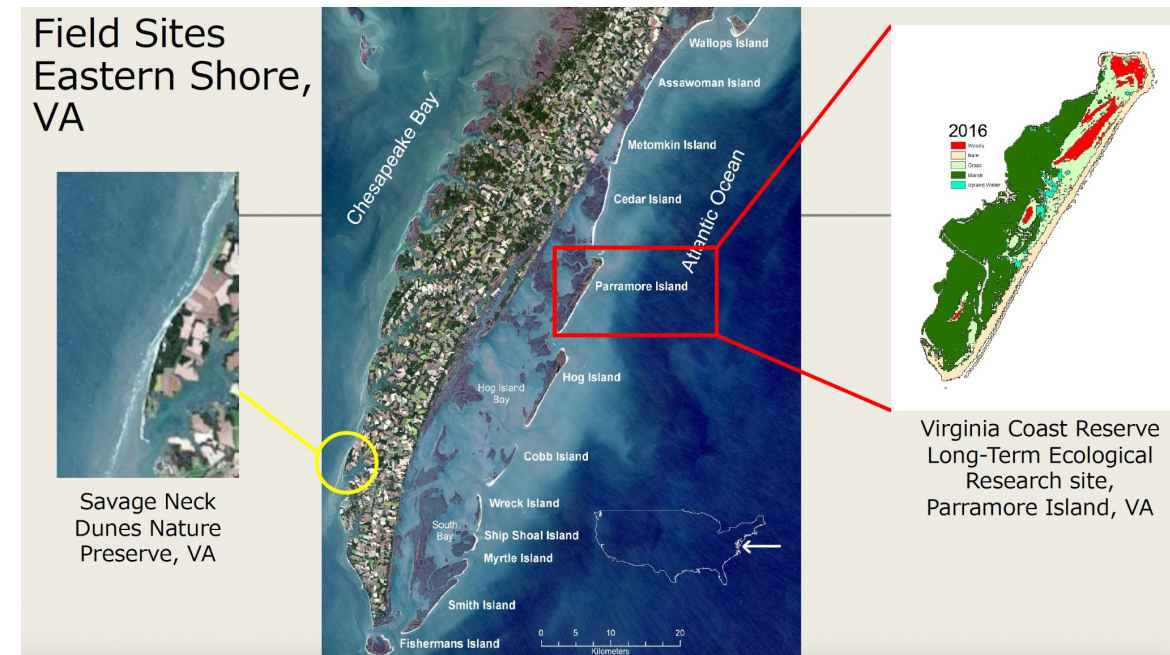 Field Sites
Eastern Shore,
VA
Savage Neck
Dunes Nature
Preserve, VA
Chesapeake Bay
Atlantic Ocean
Wallops Island
Assawoman Island
Metomkin Island
Cedar Island
Parramore Island
Hog Island
Hog Island
Bay
Cobb Island
Wreck Island
South
Bay
Ship Shoal Island
Myrtle Island
Smith Island
Fishermans Island
0 5 10 20
Kilometers
2016
Woody
Bare
Grass
Marsh
Upland Water
Virginia Coast Reserve
Long-Term Ecological
Research site,
Parramore Island, VA